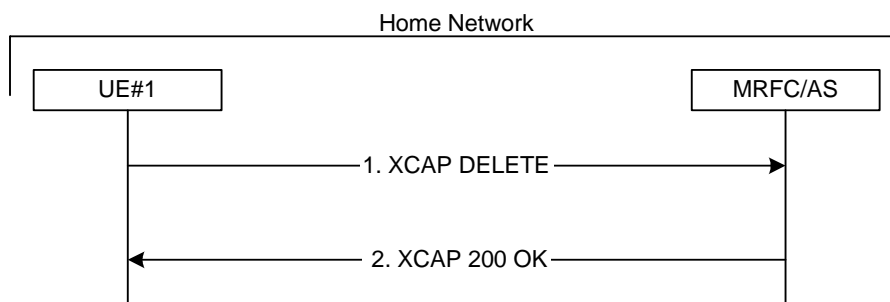 Home Network
UE#1
MRFC/AS
1. XCAP DELETE
2. XCAP 200 OK